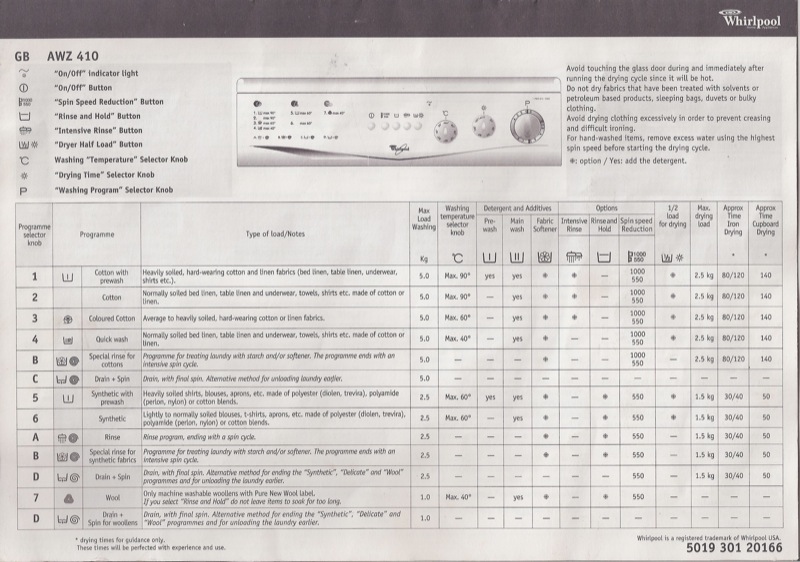 Whirlpool
GB AWZ 410
"On/Off" Indicator light
"On/Off" Button
"Spin Speed Reduction" Button
"Rinse and Hold" Button
"Intensive Rinse" Button
"Dryer Half Load" Button
°C Washing "Temperature" Selector Knob
"Drying Time" Selector Knob
P "Washing Program" Selector Knob
Avoid touching the glass door during and immediately after
running the drying cycle since it will be hot.
Do not dry fabrics that have been treated with solvents or
petroleum based products, sleeping bags, duvets or bulky
clothing.
Avoid drying clothing excessively in order to prevent creasing
and difficult ironing.
For hand-washed items, remove excess water using the highest
spin speed before starting the drying cycle.
*: option / Yes: add the detergent.
Programme selector knob Programme Type of load/Notes Max Load Washing Kg Washing temperature selector knob °C Detergent and Additives Pre-wash Main wash Fabric Softener Options Intensive Rinse Rinse and Hold Spin speed Reduction 1000 550 1/2 load for drying Max. drying load Approx Time Iron Drying * Approx Time Cupboard Drying *
1 Cotton with prewash Heavily soiled, hard-wearing cotton and linen fabrics (bed linen, table linen, underwear, shirts etc.). 5.0 Max. 90° yes yes * * — 1000 550 * 2.5 kg 80/120 140
2 Cotton Normally soiled bed linen, table linen and underwear, towels, shirts etc. made of cotton or linen. 5.0 Max. 90° — yes * * — 1000 550 * 2.5 kg 80/120 140
3 Coloured Cotton Average to heavily soiled, hard-wearing cotton or linen fabrics. 5.0 Max. 60° — yes * * — 1000 550 * 2.5 kg 80/120 140
4 Quick wash Normally soiled bed linen, table linen and underwear, towels, shirts etc. made of cotton or linen. 5.0 Max. 40° — yes * — — 1000 550 * 2.5 kg 80/120 140
B Special rinse for cottons Programme for treating laundry with starch and/or softener. The programme ends with an intensive spin cycle. 5.0 — — — * — — 1000 550 — 2.5 kg 80/120 140
C Drain + Spin Drain, with final spin. Alternative method for unloading laundry earlier. 5.0 — — — — — — — — — — —
5 Synthetic with prewash Heavily soiled shirts, blouses, aprons, etc. made of polyester (diolen, trevira), polyamide (perlon, nylon) or cotton blends. 2.5 Max. 60° yes yes * — * 550 * 1.5 kg 30/40 50
6 Synthetic Lightly to normally soiled blouses, t-shirts, aprons, etc. made of polyester (diolen, trevira), polyamide (perlon, nylon) or cotton blends. 2.5 Max. 60° — yes * — * 550 * 1.5 kg 30/40 50
A Rinse Rinse program, ending with a spin cycle. 2.5 — — — * — * 550 — 1.5 kg 30/40 50
B Special rinse for synthetic fabrics Programme for treating laundry with starch and/or softener. The programme ends with an intensive spin cycle. 2.5 — — — * — * 550 — 1.5 kg 30/40 50
D Drain + Spin Drain, with final spin. Alternative method for ending the "Synthetic", "Delicate" and "Wool" programmes and for unloading the laundry earlier. 2.5 — — — — — — — — 1.5 kg 30/40 50
7 Wool Only machine washable woollens with Pure New Wool label. If you select "Rinse and Hold" do not leave items to soak for too long. 1.0 Max. 40° — yes * — * 550 — — — —
D Drain + Spin for woollens Drain, with final spin. Alternative method for ending the "Synthetic", "Delicate" and "Wool" programmes and for unloading the laundry earlier. 1.0 — — — — — — — — — — —
* drying times for guidance only.
These times will be perfected with experience and use.
Whirlpool is a registered trademark of Whirlpool USA.
5019 301 20166